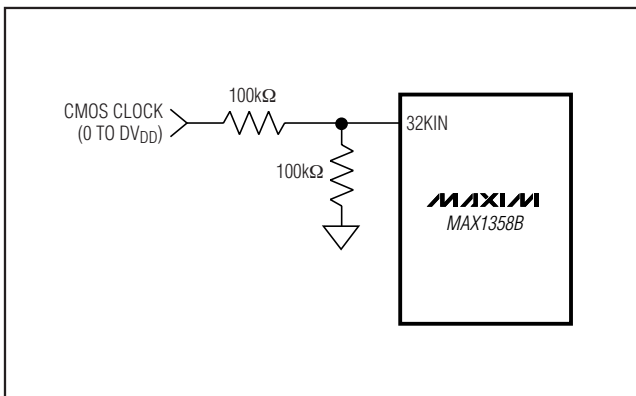 100kΩ
CMOS CLOCK
(0 TO DVDD)
32KIN
100kΩ
MAXIM
MAX1358B